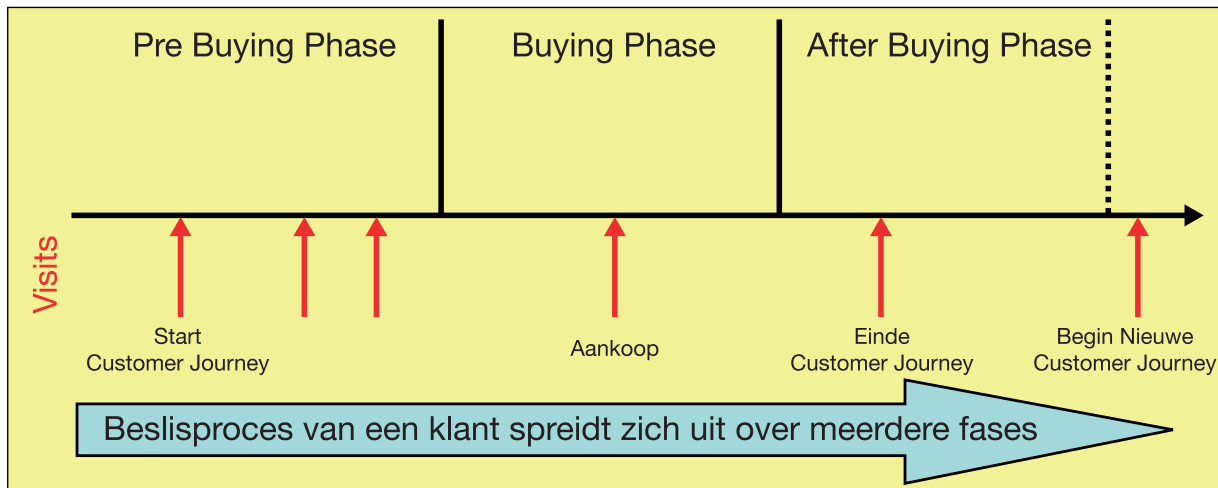 Pre Buying Phase
Buying Phase
After Buying Phase
Visits
Start
Customer Journey
Aankoop
Einde
Customer Journey
Begin Nieuwe
Customer Journey
Beslisproces van een klant spreidt zich uit over meerdere fases